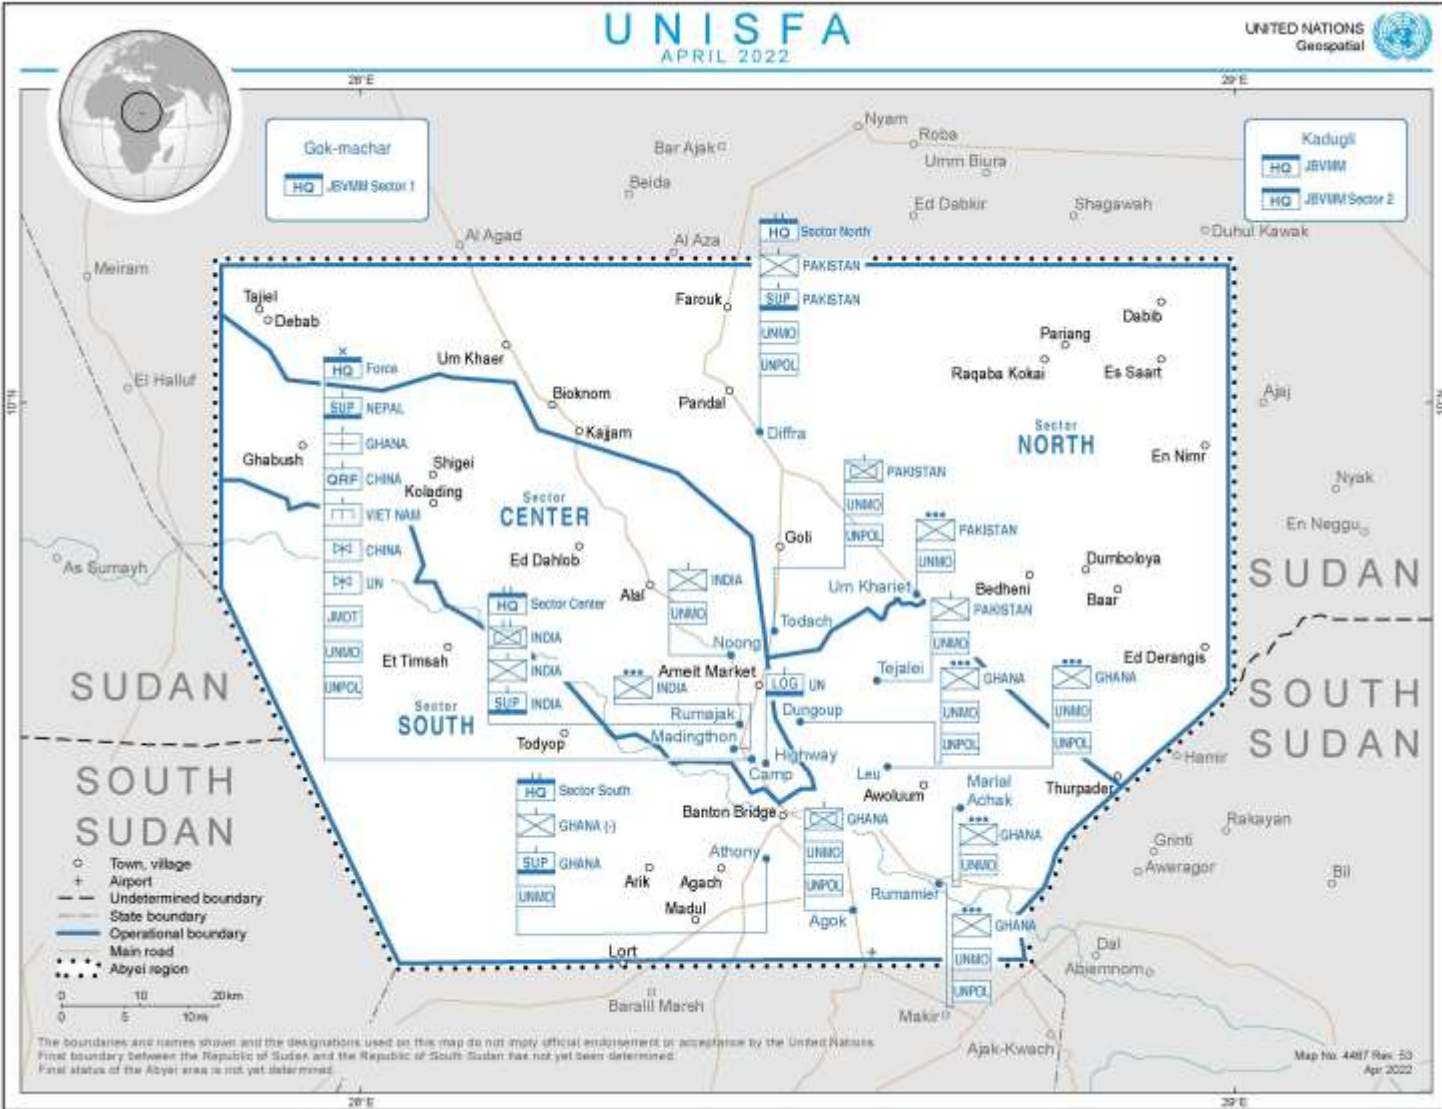 UNISFA
APRIL 2022
UNITED NATIONS
Geospatial
28°E
29°E
Gok-machar
HQ JBVMM Sector 1
Kadugli
HQ JBVMM
HQ JBVMM Sector 2
Nyam
Roba
Bar Ajak
Umm Biura
Beida
Ed Dabkir
Shagawah
Duhul Kawak
Al Agad
Al Aza
HQ Sector North
Meiram
PAKISTAN
Tajiel
Debab
Farouk
SUP PAKISTAN
Dabib
UNMO
Pariang
Um Khaer
HQ Force
UNPOL
Raqaba Kokai
Es Saart
El Halluf
10°N
SUP NEPAL
Bioknom
Pandal
Ajaj
10°N
GHANA
Kajjam
Diffra
Sector
NORTH
Ghabush
Shigei
En Nimr
QRF CHINA
PAKISTAN
Kolading
Nyak
VIET NAM
Sector
CENTER
UNMO
PAKISTAN
En Neggu
CHINA
UNPOL
Goli
Ed Dahlob
As Sumayh
UNMO
Dumboloya
UN
Alal
INDIA
Um Khariet
Bedheni
SUDAN
HQ Sector Center
UNMO
PAKISTAN
Baar
JMOT
INDIA
Todach
UNMO
UNMO
Noong
Et Timsah
Ed Derangis
INDIA
Ameit Market
Tejalei
UNPOL
SUDAN
INDIA
LOG UN
GHANA
GHANA
SUP INDIA
Sector
SOUTH
Rumajak
Dungoup
UNMO
UNMO
SOUTH
SUDAN
Todyop
Madingthon
UNPOL
UNPOL
Highway
Hamir
Camp
Leu
SOUTH
SUDAN
HQ Sector South
Awoluum
Marial
Achak
Thurpader
Banton Bridge
GHANA
GHANA (-)
GHANA
Rakayan
Grinti
UNMO
Athony
SUP GHANA
UNMO
Aweragor
Bil
Arik
Agach
UNPOL
Rumamier
UNMO
Madul
Agok
GHANA
Lort
UNMO
Dal
Abiemnom
UNPOL
Baralil Marsh
Makir
Ajak-Kwach
Town, village
Airport
Undetermined boundary
State boundary
Operational boundary
Main road
Abyei region
0 10 20km
0 5 10mi
The boundaries and names shown and the designations used on this map do not imply official endorsement or acceptance by the United Nations.
Final boundary between the Republic of Sudan and the Republic of South Sudan has not yet been determined.
Final status of the Abyei area is not yet determined.
Map No. 4467 Rev. 53
Apr 2022
28°E
29°E